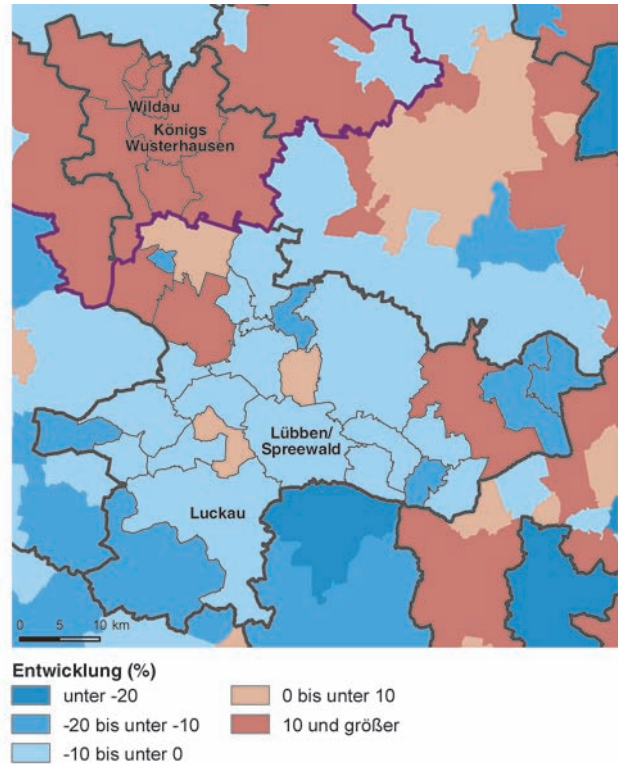 Wildau
Königs
Wusterhausen
Lübben/
Spreewald
Luckau
0 5 10 km
Entwicklung (%)
unter -20
-20 bis unter -10
-10 bis unter 0
0 bis unter 10
10 und größer